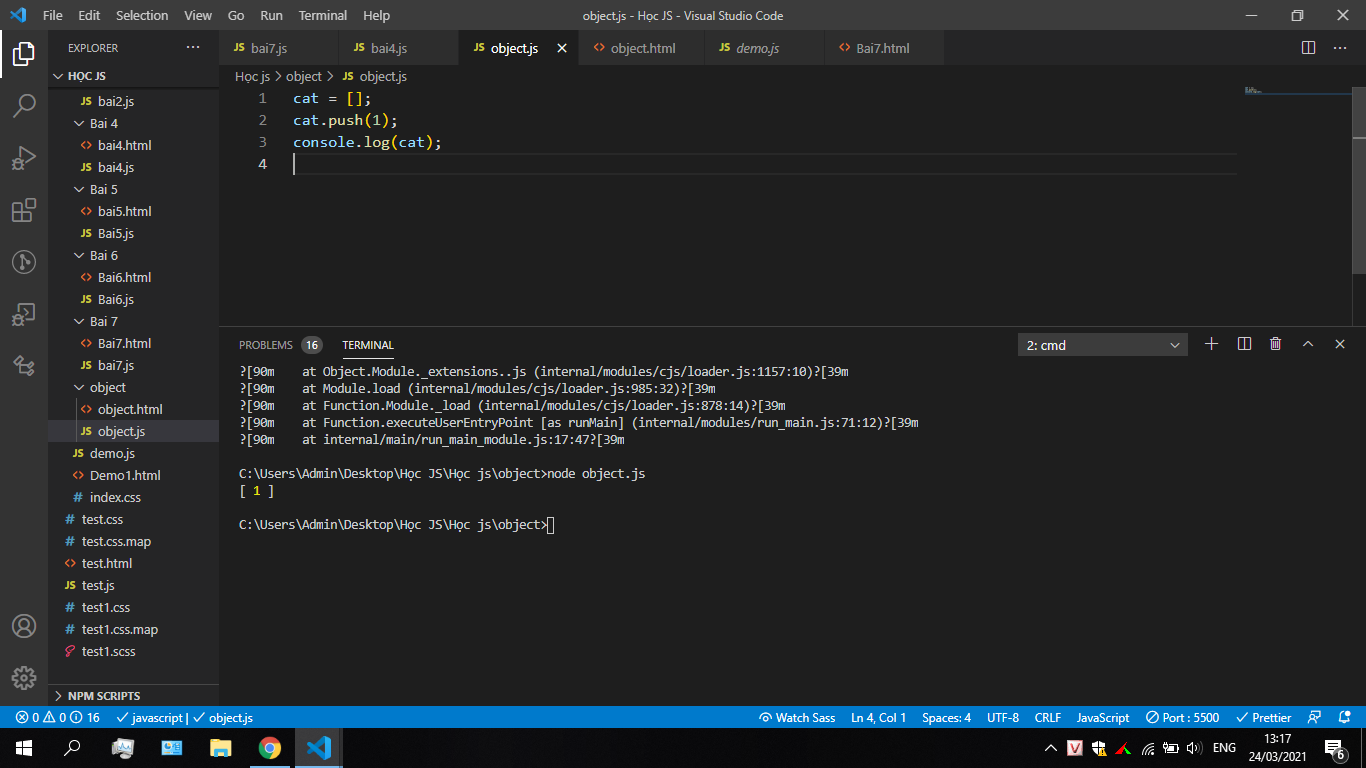 File Edit Selection View Go Run Terminal Help
object.js - Học JS - Visual Studio Code
EXPLORER
HỌC JS
bai2.js
Bai 4
bai4.html
bai4.js
Bai 5
bai5.html
Bai5.js
Bai 6
Bai6.html
Bai6.js
Bai 7
Bai7.html
bai7.js
object
object.html
object.js
demo.js
Demo1.html
index.css
test.css
test.css.map
test.html
test.js
test1.css
test1.css.map
test1.scss
NPM SCRIPTS
JS bai7.js JS bai4.js JS object.js <> object.html JS demo.js <> Bai7.html
Học js > object > JS object.js
1 cat = [];
2 cat.push(1);
3 console.log(cat);
4
PROBLEMS 16 TERMINAL 2: cmd
?[90m    at Object.Module._extensions..js (internal/modules/cjs/loader.js:1157:10)?[39m
?[90m    at Module.load (internal/modules/cjs/loader.js:985:32)?[39m
?[90m    at Function.Module._load (internal/modules/cjs/loader.js:878:14)?[39m
?[90m    at Function.executeUserEntryPoint [as runMain] (internal/modules/run_main.js:71:12)?[39m
?[90m    at internal/main/run_main_module.js:17:47?[39m
C:\Users\Admin\Desktop\Học JS\Học js\object>node object.js
[ 1 ]
C:\Users\Admin\Desktop\Học JS\Học js\object>
0 0 16 javascript | object.js Watch Sass Ln 4, Col 1 Spaces: 4 UTF-8 CRLF JavaScript Port : 5500 Prettier
ENG
13:17
24/03/2021
6